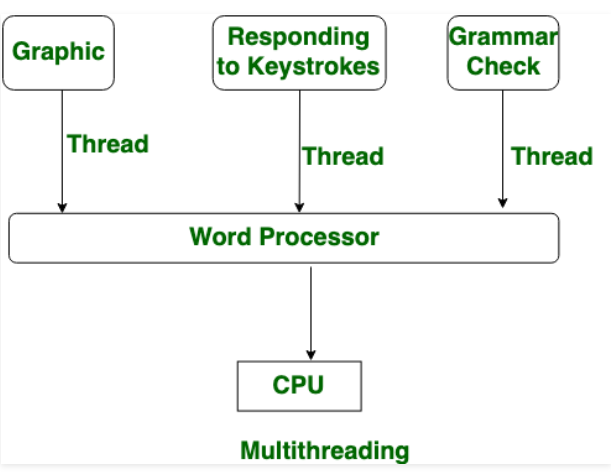 Graphic
Responding
to Keystrokes
Grammar
Check
Thread
Thread
Thread
Word Processor
CPU
Multithreading